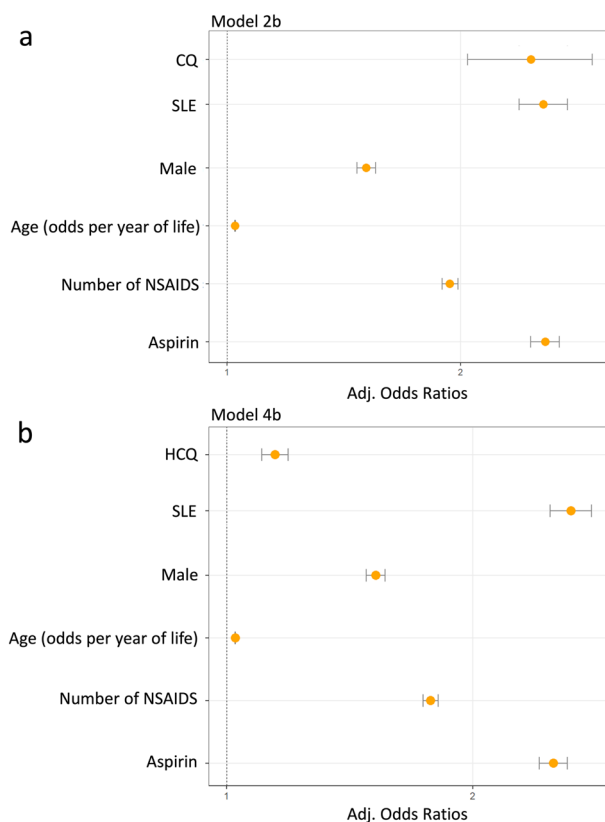 a
Model 2b
CQ
SLE
Male
Age (odds per year of life)
Number of NSAIDS
Aspirin
1
2
Adj. Odds Ratios
b
Model 4b
HCQ
SLE
Male
Age (odds per year of life)
Number of NSAIDS
Aspirin
1
2
Adj. Odds Ratios